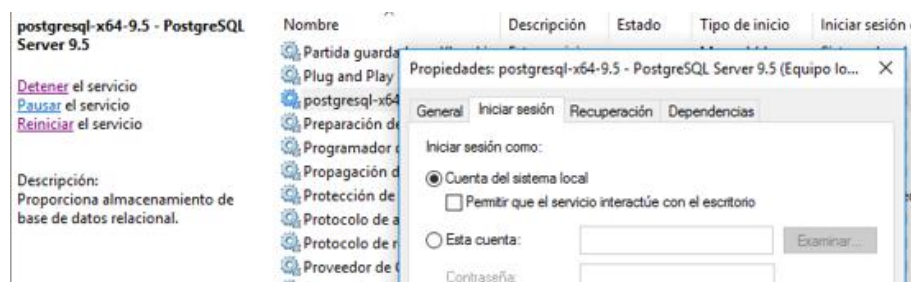 postgresql-x64-9.5 - PostgreSQL
Server 9.5
Detener el servicio
Pausar el servicio
Reiniciar el servicio
Descripción:
Proporciona almacenamiento de
base de datos relacional.
Nombre Descripción Estado Tipo de inicio Iniciar sesión
Partida guarda
Plug and Play
postgresql-x64
Preparación de
Programador
Propagación d
Protección de
Protocolo de a
Protocolo de r
Proveedor de
Propiedades: postgresql-x64-9.5 - PostgreSQL Server 9.5 (Equipo lo...
General Iniciar sesión Recuperación Dependencias
Iniciar sesión como:
Cuenta del sistema local
Permitir que el servicio interactúe con el escritorio
Esta cuenta:
Examinar...
Contraseña: